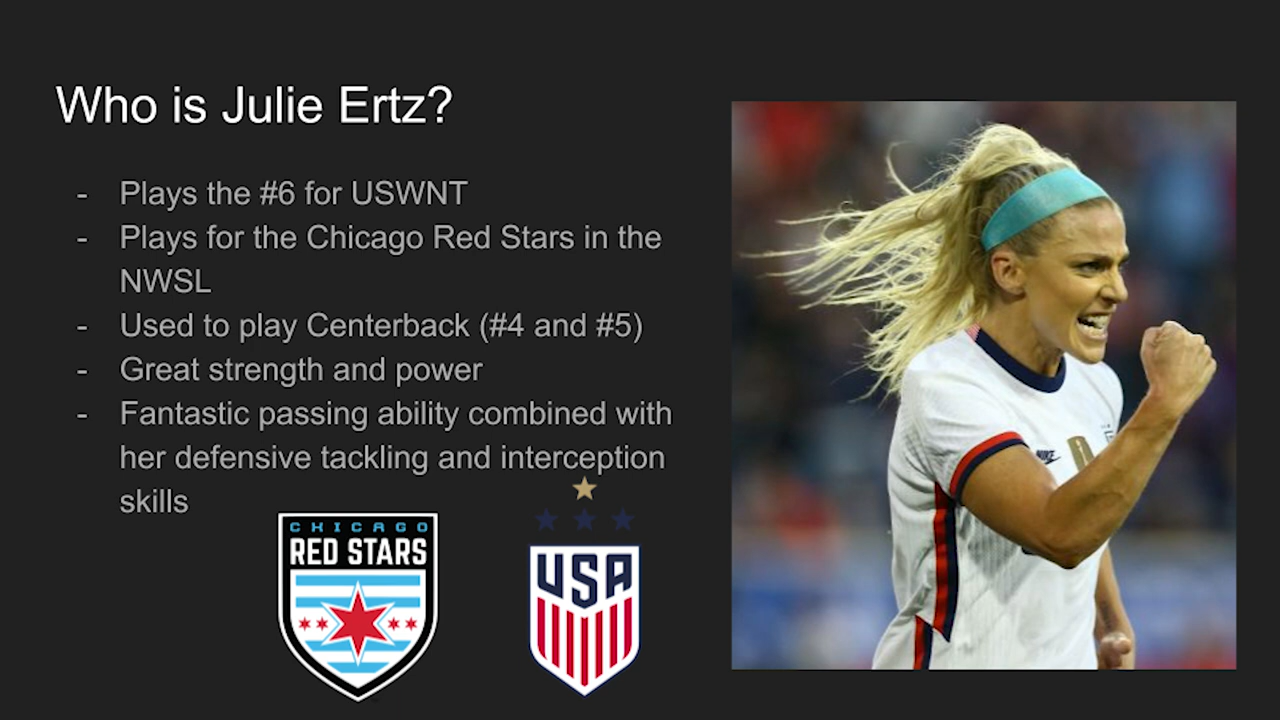 Who is Julie Ertz?
- Plays the #6 for USWNT
- Plays for the Chicago Red Stars in the
NWSL
- Used to play Centerback (#4 and #5)
- Great strength and power
- Fantastic passing ability combined with
her defensive tackling and interception
skills
CHICAGO
RED STARS
USA